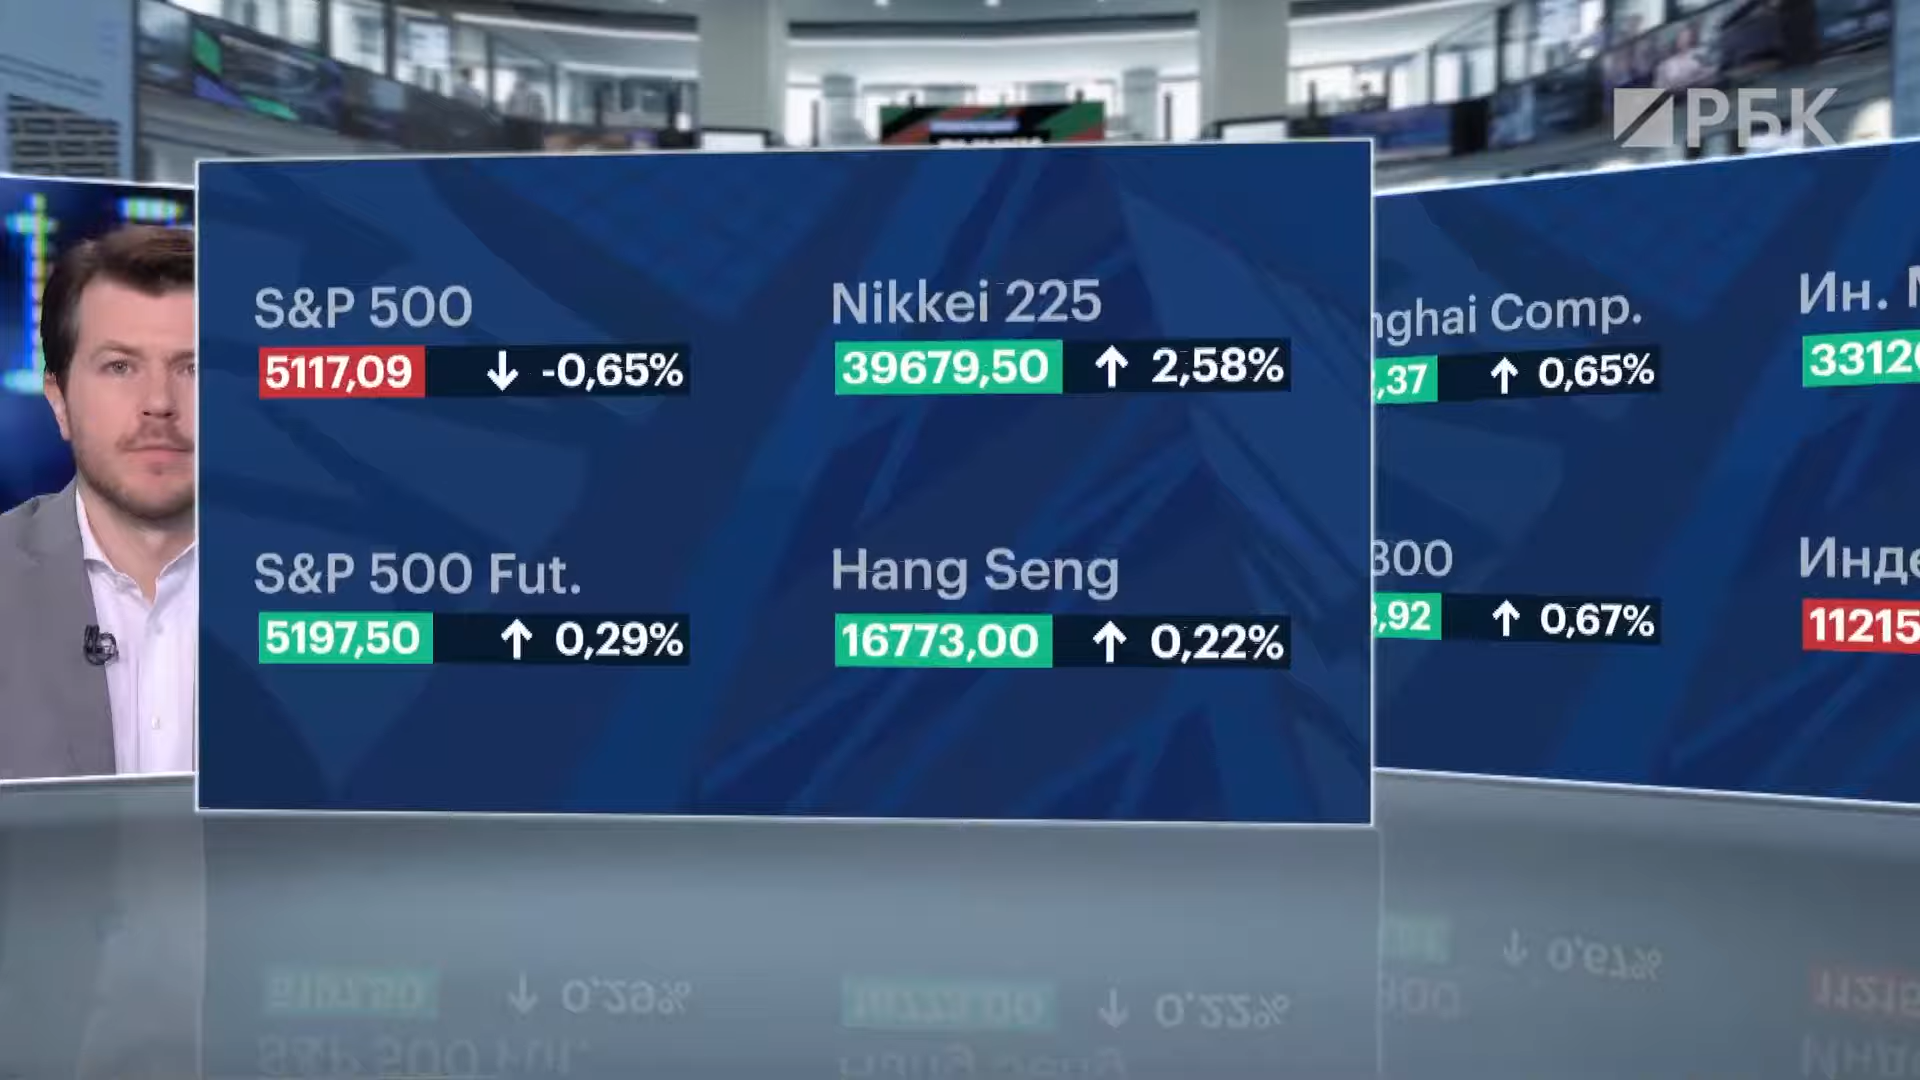 РБК
S&P 500
5117,09 ↓ -0,65%
Nikkei 225
39679,50 ↑ 2,58%
S&P 500 Fut.
5197,50 ↑ 0,29%
Hang Seng
16773,00 ↑ 0,22%
nghai Comp.
,37 ↑ 0,65%
300
,92 ↑ 0,67%
Ин.
3312
Инде
11215